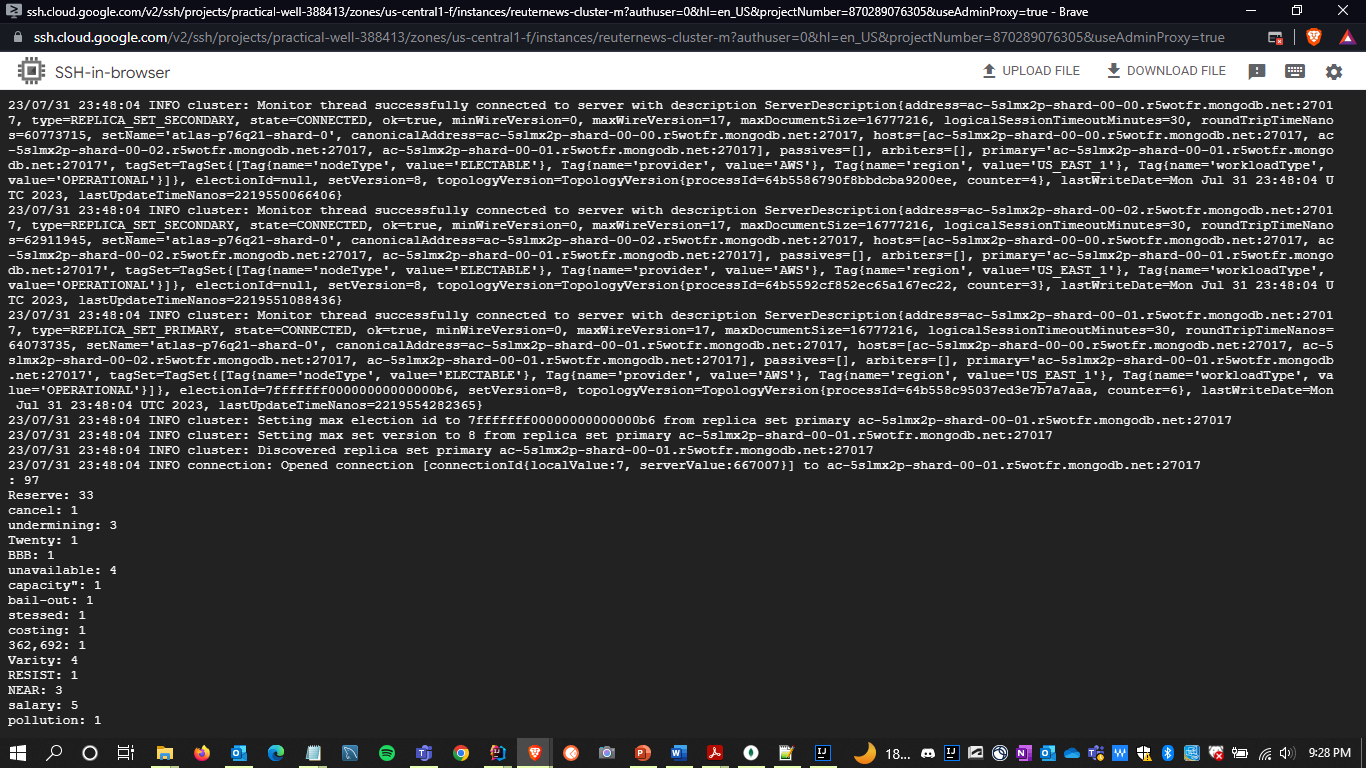 ssh.cloud.google.com/v2/ssh/projects/practical-well-388413/zones/us-central1-f/instances/reuternews-cluster-m?authuser=0&hl=en_US&projectNumber=870289076305&useAdminProxy=true - Brave
ssh.cloud.google.com/v2/ssh/projects/practical-well-388413/zones/us-central1-f/instances/reuternews-cluster-m?authuser=0&hl=en_US&projectNumber=870289076305&useAdminProxy=true
SSH-in-browser
UPLOAD FILE
DOWNLOAD FILE
23/07/31 23:48:04 INFO cluster: Monitor thread successfully connected to server with description ServerDescription{address=ac-5slmx2p-shard-00-00.r5wotfr.mongodb.net:2701
7, type=REPLICA_SET_SECONDARY, state=CONNECTED, ok=true, minWireVersion=0, maxWireVersion=17, maxDocumentSize=16777216, logicalSessionTimeoutMinutes=30, roundTripTimeNano
s=60773715, setName='atlas-p76q21-shard-0', canonicalAddress=ac-5slmx2p-shard-00-00.r5wotfr.mongodb.net:27017, hosts=[ac-5slmx2p-shard-00-00.r5wotfr.mongodb.net:27017, ac
-5slmx2p-shard-00-02.r5wotfr.mongodb.net:27017, ac-5slmx2p-shard-00-01.r5wotfr.mongodb.net:27017], passives=[], arbiters=[], primary='ac-5slmx2p-shard-00-01.r5wotfr.mongo
db.net:27017', tagSet=TagSet{[Tag{name='nodeType', value='ELECTABLE'}, Tag{name='provider', value='AWS'}, Tag{name='region', value='US_EAST_1'}, Tag{name='workloadType',
value='OPERATIONAL'}]}, electionId=null, setVersion=8, topologyVersion=TopologyVersion{processId=64b5586790f8bbdcba9200ee, counter=4}, lastWriteDate=Mon Jul 31 23:48:04 U
TC 2023, lastUpdateTimeNanos=2219550066406}
23/07/31 23:48:04 INFO cluster: Monitor thread successfully connected to server with description ServerDescription{address=ac-5slmx2p-shard-00-02.r5wotfr.mongodb.net:2701
7, type=REPLICA_SET_SECONDARY, state=CONNECTED, ok=true, minWireVersion=0, maxWireVersion=17, maxDocumentSize=16777216, logicalSessionTimeoutMinutes=30, roundTripTimeNano
s=62911945, setName='atlas-p76q21-shard-0', canonicalAddress=ac-5slmx2p-shard-00-02.r5wotfr.mongodb.net:27017, hosts=[ac-5slmx2p-shard-00-00.r5wotfr.mongodb.net:27017, ac
-5slmx2p-shard-00-02.r5wotfr.mongodb.net:27017, ac-5slmx2p-shard-00-01.r5wotfr.mongodb.net:27017], passives=[], arbiters=[], primary='ac-5slmx2p-shard-00-01.r5wotfr.mongo
db.net:27017', tagSet=TagSet{[Tag{name='nodeType', value='ELECTABLE'}, Tag{name='provider', value='AWS'}, Tag{name='region', value='US_EAST_1'}, Tag{name='workloadType',
value='OPERATIONAL'}]}, electionId=null, setVersion=8, topologyVersion=TopologyVersion{processId=64b5592cf852ec65a167ec22, counter=3}, lastWriteDate=Mon Jul 31 23:48:04 U
TC 2023, lastUpdateTimeNanos=2219551088436}
23/07/31 23:48:04 INFO cluster: Monitor thread successfully connected to server with description ServerDescription{address=ac-5slmx2p-shard-00-01.r5wotfr.mongodb.net:2701
7, type=REPLICA_SET_PRIMARY, state=CONNECTED, ok=true, minWireVersion=0, maxWireVersion=17, maxDocumentSize=16777216, logicalSessionTimeoutMinutes=30, roundTripTimeNanos=
64073735, setName='atlas-p76q21-shard-0', canonicalAddress=ac-5slmx2p-shard-00-01.r5wotfr.mongodb.net:27017, hosts=[ac-5slmx2p-shard-00-00.r5wotfr.mongodb.net:27017, ac-5
slmx2p-shard-00-02.r5wotfr.mongodb.net:27017, ac-5slmx2p-shard-00-01.r5wotfr.mongodb.net:27017], passives=[], arbiters=[], primary='ac-5slmx2p-shard-00-01.r5wotfr.mongodb
.net:27017', tagSet=TagSet{[Tag{name='nodeType', value='ELECTABLE'}, Tag{name='provider', value='AWS'}, Tag{name='region', value='US_EAST_1'}, Tag{name='workloadType', va
lue='OPERATIONAL'}]}, electionId=7fffffff00000000000000b6, setVersion=8, topologyVersion=TopologyVersion{processId=64b558c95037ed3e7b7a7aaa, counter=6}, lastWriteDate=Mon
Jul 31 23:48:04 UTC 2023, lastUpdateTimeNanos=2219554282365}
23/07/31 23:48:04 INFO cluster: Setting max election id to 7fffffff00000000000000b6 from replica set primary ac-5slmx2p-shard-00-01.r5wotfr.mongodb.net:27017
23/07/31 23:48:04 INFO cluster: Setting max set version to 8 from replica set primary ac-5slmx2p-shard-00-01.r5wotfr.mongodb.net:27017
23/07/31 23:48:04 INFO cluster: Discovered replica set primary ac-5slmx2p-shard-00-01.r5wotfr.mongodb.net:27017
23/07/31 23:48:04 INFO connection: Opened connection [connectionId{localValue:7, serverValue:667007}] to ac-5slmx2p-shard-00-01.r5wotfr.mongodb.net:27017
: 97
Reserve: 33
cancel: 1
undermining: 3
Twenty: 1
BBB: 1
unavailable: 4
capacity": 1
bail-out: 1
stessed: 1
costing: 1
362,692: 1
Varity: 4
RESIST: 1
NEAR: 3
salary: 5
pollution: 1
18...
9:28 PM